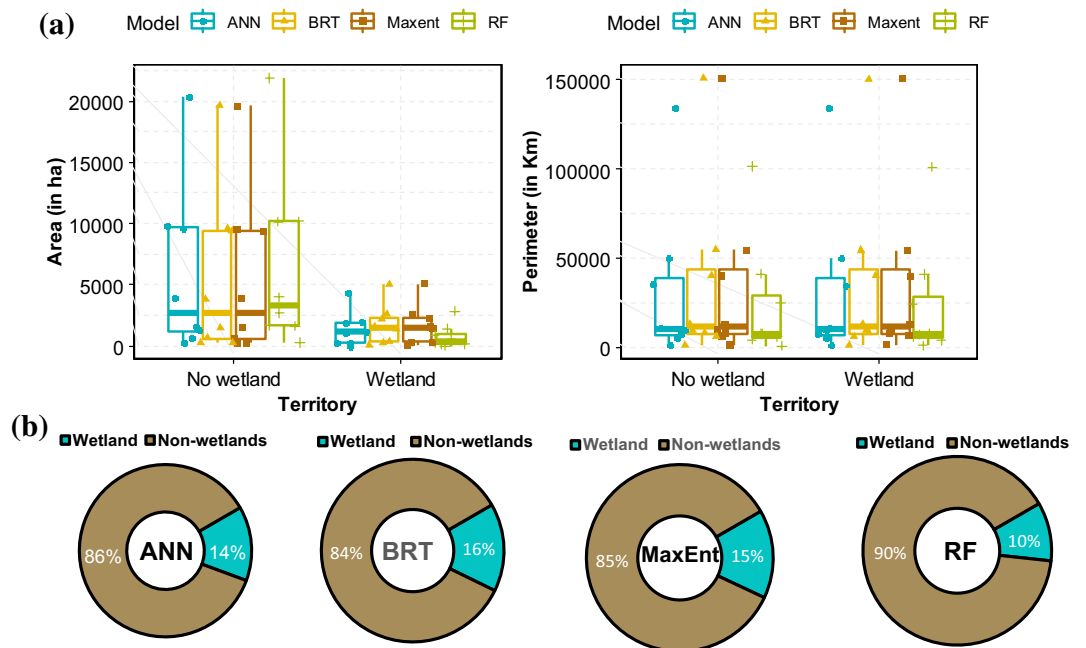 (a)
Model ANN BRT Maxent RF
Area (in ha)
20000
15000
10000
5000
0
No wetland Wetland
Territory
Model ANN BRT Maxent RF
Perimeter (in Km)
150000
100000
50000
0
No wetland Wetland
Territory
(b)
Wetland Non-wetlands
86% ANN 14%
Wetland Non-wetlands
84% BRT 16%
Wetland Non-wetlands
85% MaxEnt 15%
Wetland Non-wetlands
90% RF 10%